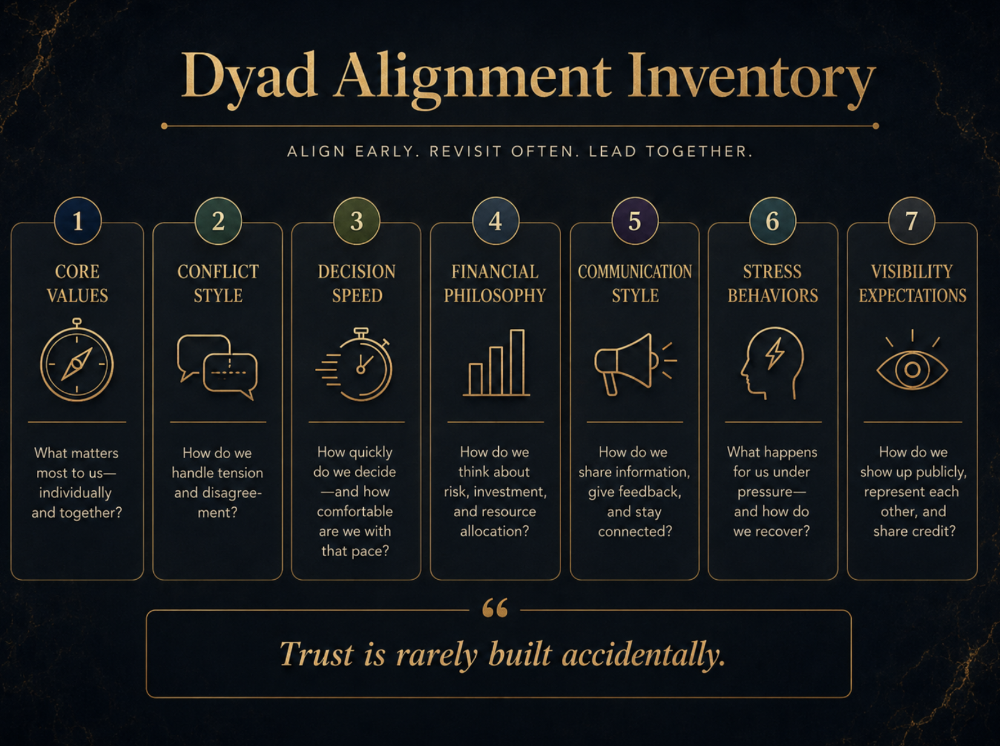 Dyad Alignment Inventory
ALIGN EARLY. REVISIT OFTEN. LEAD TOGETHER.
1
CORE
VALUES
What matters
most to us—
individually
and together?
2
CONFLICT
STYLE
How do we
handle tension
and disagree-
ment?
3
DECISION
SPEED
How quickly
do we decide
—and how
comfortable
are we with
that pace?
4
FINANCIAL
PHILOSOPHY
How do we
think about
risk, investment,
and resource
allocation?
5
COMMUNICATION
STYLE
How do we
share information,
give feedback,
and stay
connected?
6
STRESS
BEHAVIORS
What happens
for us under
pressure—
and how do
we recover?
7
VISIBILITY
EXPECTATIONS
How do we
show up publicly,
represent each
other, and
share credit?
“
Trust is rarely built accidentally.